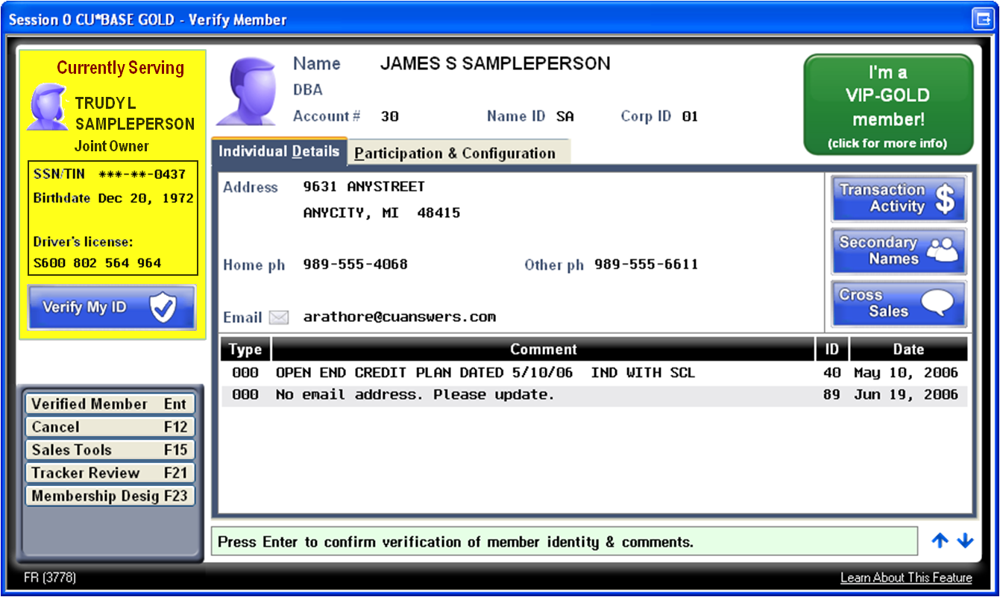 Session 0 CU*BASE GOLD - Verify Member
Currently Serving
TRUDY L
SAMPLEPERSON
Joint Owner
SSN/TIN ***-**-0437
Birthdate Dec 20, 1972
Driver's license:
S600 802 564 964
Verify My ID
Verified Member Ent
Cancel F12
Sales Tools F15
Tracker Review F21
Membership Desig F23
Name JAMES S SAMPLEPERSON
DBA
Account # 30 Name ID SA Corp ID 01
I'm a
VIP-GOLD
member!
(click for more info)
Individual Details Participation & Configuration
Address 9631 ANYSTREET
ANYCITY, MI 48415
Home ph 989-555-4068 Other ph 989-555-6611
Email arathore@cuanswers.com
Transaction
Activity $
Secondary
Names
Cross
Sales
Type Comment ID Date
000 OPEN END CREDIT PLAN DATED 5/10/06 IND WITH SCL 40 May 10, 2006
000 No email address. Please update. 89 Jun 19, 2006
Press Enter to confirm verification of member identity & comments.
FR (3778)
Learn About This Feature